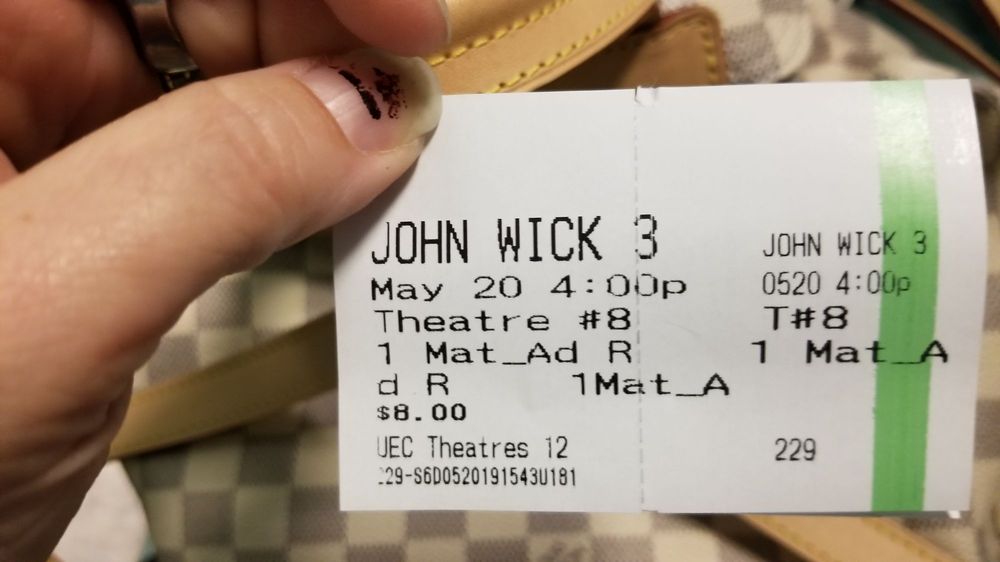 JOHN WICK 3
May 20 4:00p
Theatre #8
1 Mat_Ad R
d R 1Mat_A
$8.00
UEC Theatres 12
229-S6D0520191543U181
JOHN WICK 3
0520 4:00p
T#8
1 Mat_A
229